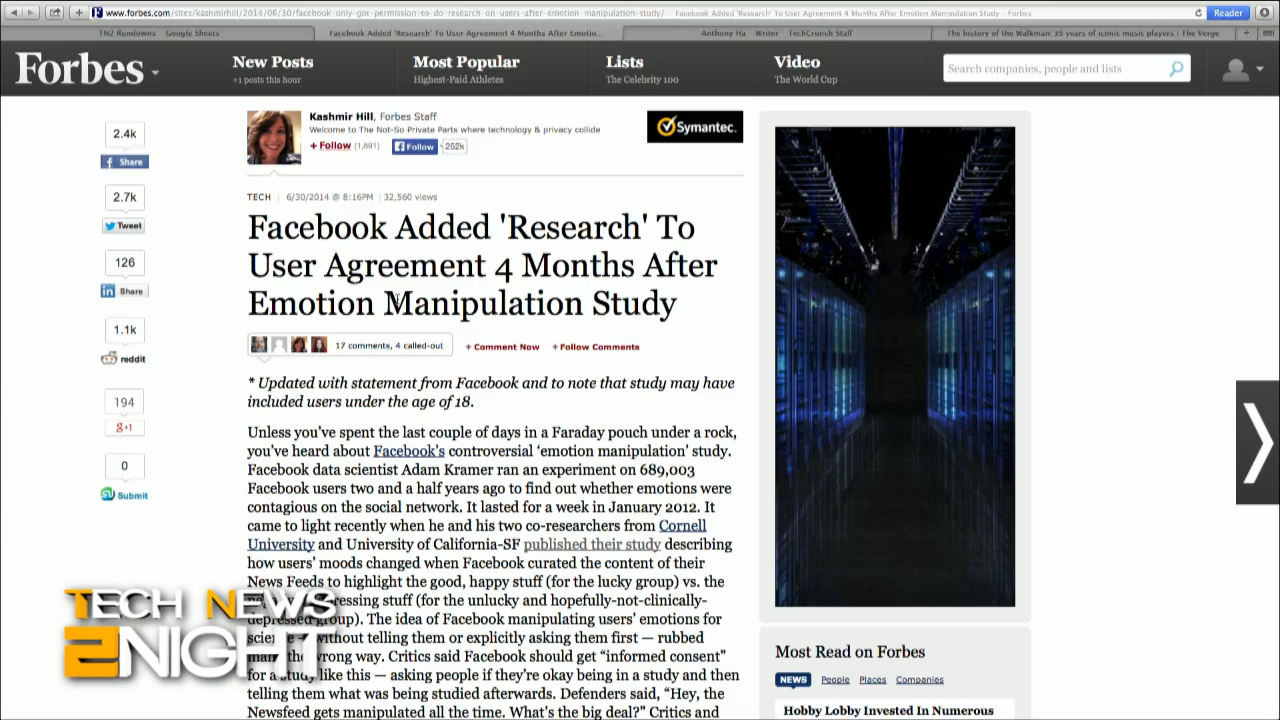 www.forbes.com/sites/kashmirhill/2014/06/30/facebook-only-got-permission-to-do-research-on-users-after-emotion-manipulation-study/ — Facebook Added 'Research' To User Agreement 4 Months After Emotion Manipulation Study - Forbes
Reader
TN2 Rundowns - Google Sheets
Facebook Added 'Research' To User Agreement 4 Months After Emotio...
Anthony Ha | Writer | TechCrunch Staff
The history of the Walkman: 35 years of iconic music players | The Verge
Forbes
New Posts
+1 posts this hour
Most Popular
Highest-Paid Athletes
Lists
The Celebrity 100
Video
The World Cup
Search companies, people and lists
2.4k
Share
2.7k
Tweet
126
Share
1.1k
reddit
194
g+1
0
Submit
Kashmir Hill, Forbes Staff
Welcome to The Not-So Private Parts where technology & privacy collide
+ Follow (1,891)
Follow
252k
Symantec.
TECH | 6/30/2014 @ 8:16PM | 32,560 views
Facebook Added 'Research' To
User Agreement 4 Months After
Emotion Manipulation Study
17 comments, 4 called-out
+ Comment Now
+ Follow Comments
* Updated with statement from Facebook and to note that study may have
included users under the age of 18.
Unless you've spent the last couple of days in a Faraday pouch under a rock,
you've heard about Facebook's controversial 'emotion manipulation' study.
Facebook data scientist Adam Kramer ran an experiment on 689,003
Facebook users two and a half years ago to find out whether emotions were
contagious on the social network. It lasted for a week in January 2012. It
came to light recently when he and his two co-researchers from Cornell
University and University of California-SF published their study describing
how users' moods changed when Facebook curated the content of their
News Feeds to highlight the good, happy stuff (for the lucky group) vs. the
stuff (for the unlucky and hopefully-not-clinically-
depressed group). The idea of Facebook manipulating users' emotions for
without telling them or explicitly asking them first — rubbed
the wrong way. Critics said Facebook should get "informed consent"
for a study like this — asking people if they're okay being in a study and then
telling them what was being studied afterwards. Defenders said, "Hey, the
Newsfeed gets manipulated all the time. What's the big deal?" Critics and
Most Read on Forbes
NEWS People Places Companies
Hobby Lobby Invested In Numerous
TECH NEWS
2NIGHT